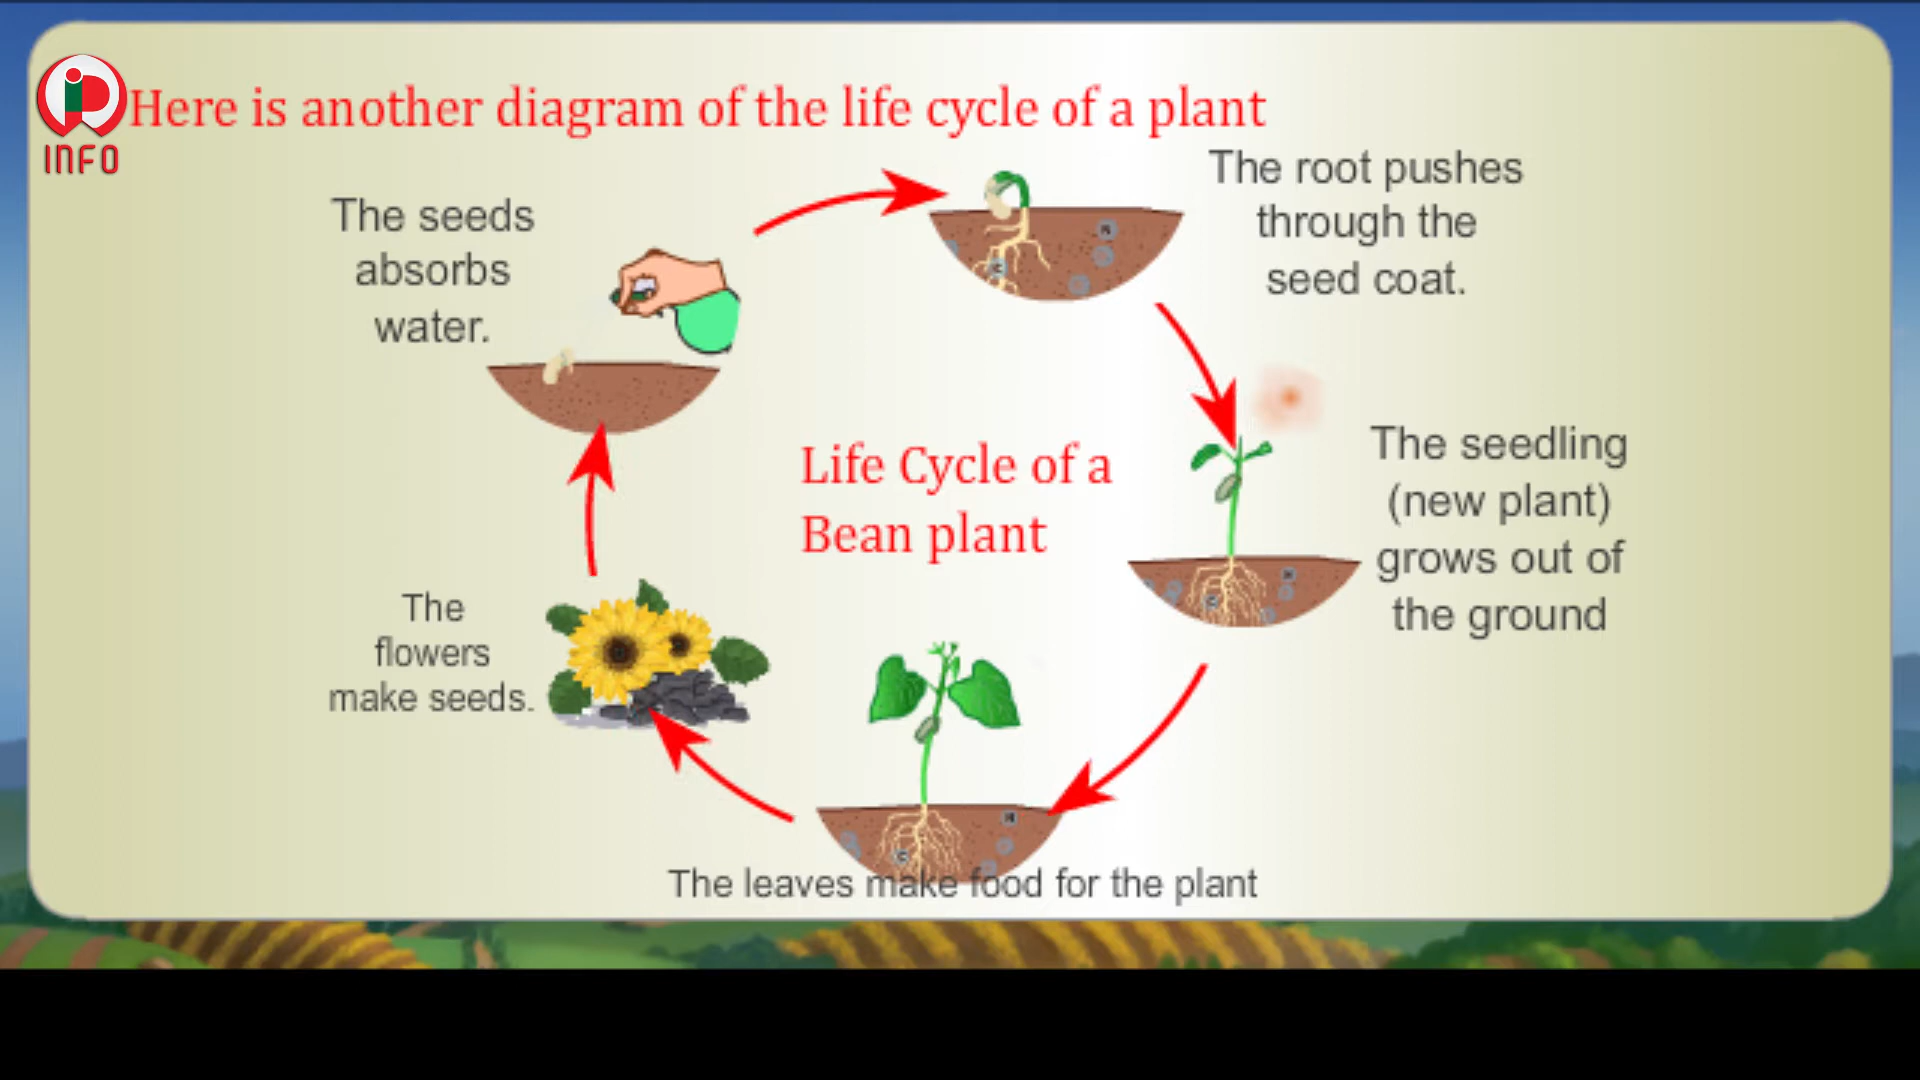 Here is another diagram of the life cycle of a plant
INFO
The seeds
absorbs
water.
The root pushes
through the
seed coat.
The seedling
(new plant)
grows out of
the ground
Life Cycle of a
Bean plant
The
flowers
make seeds.
The leaves make food for the plant